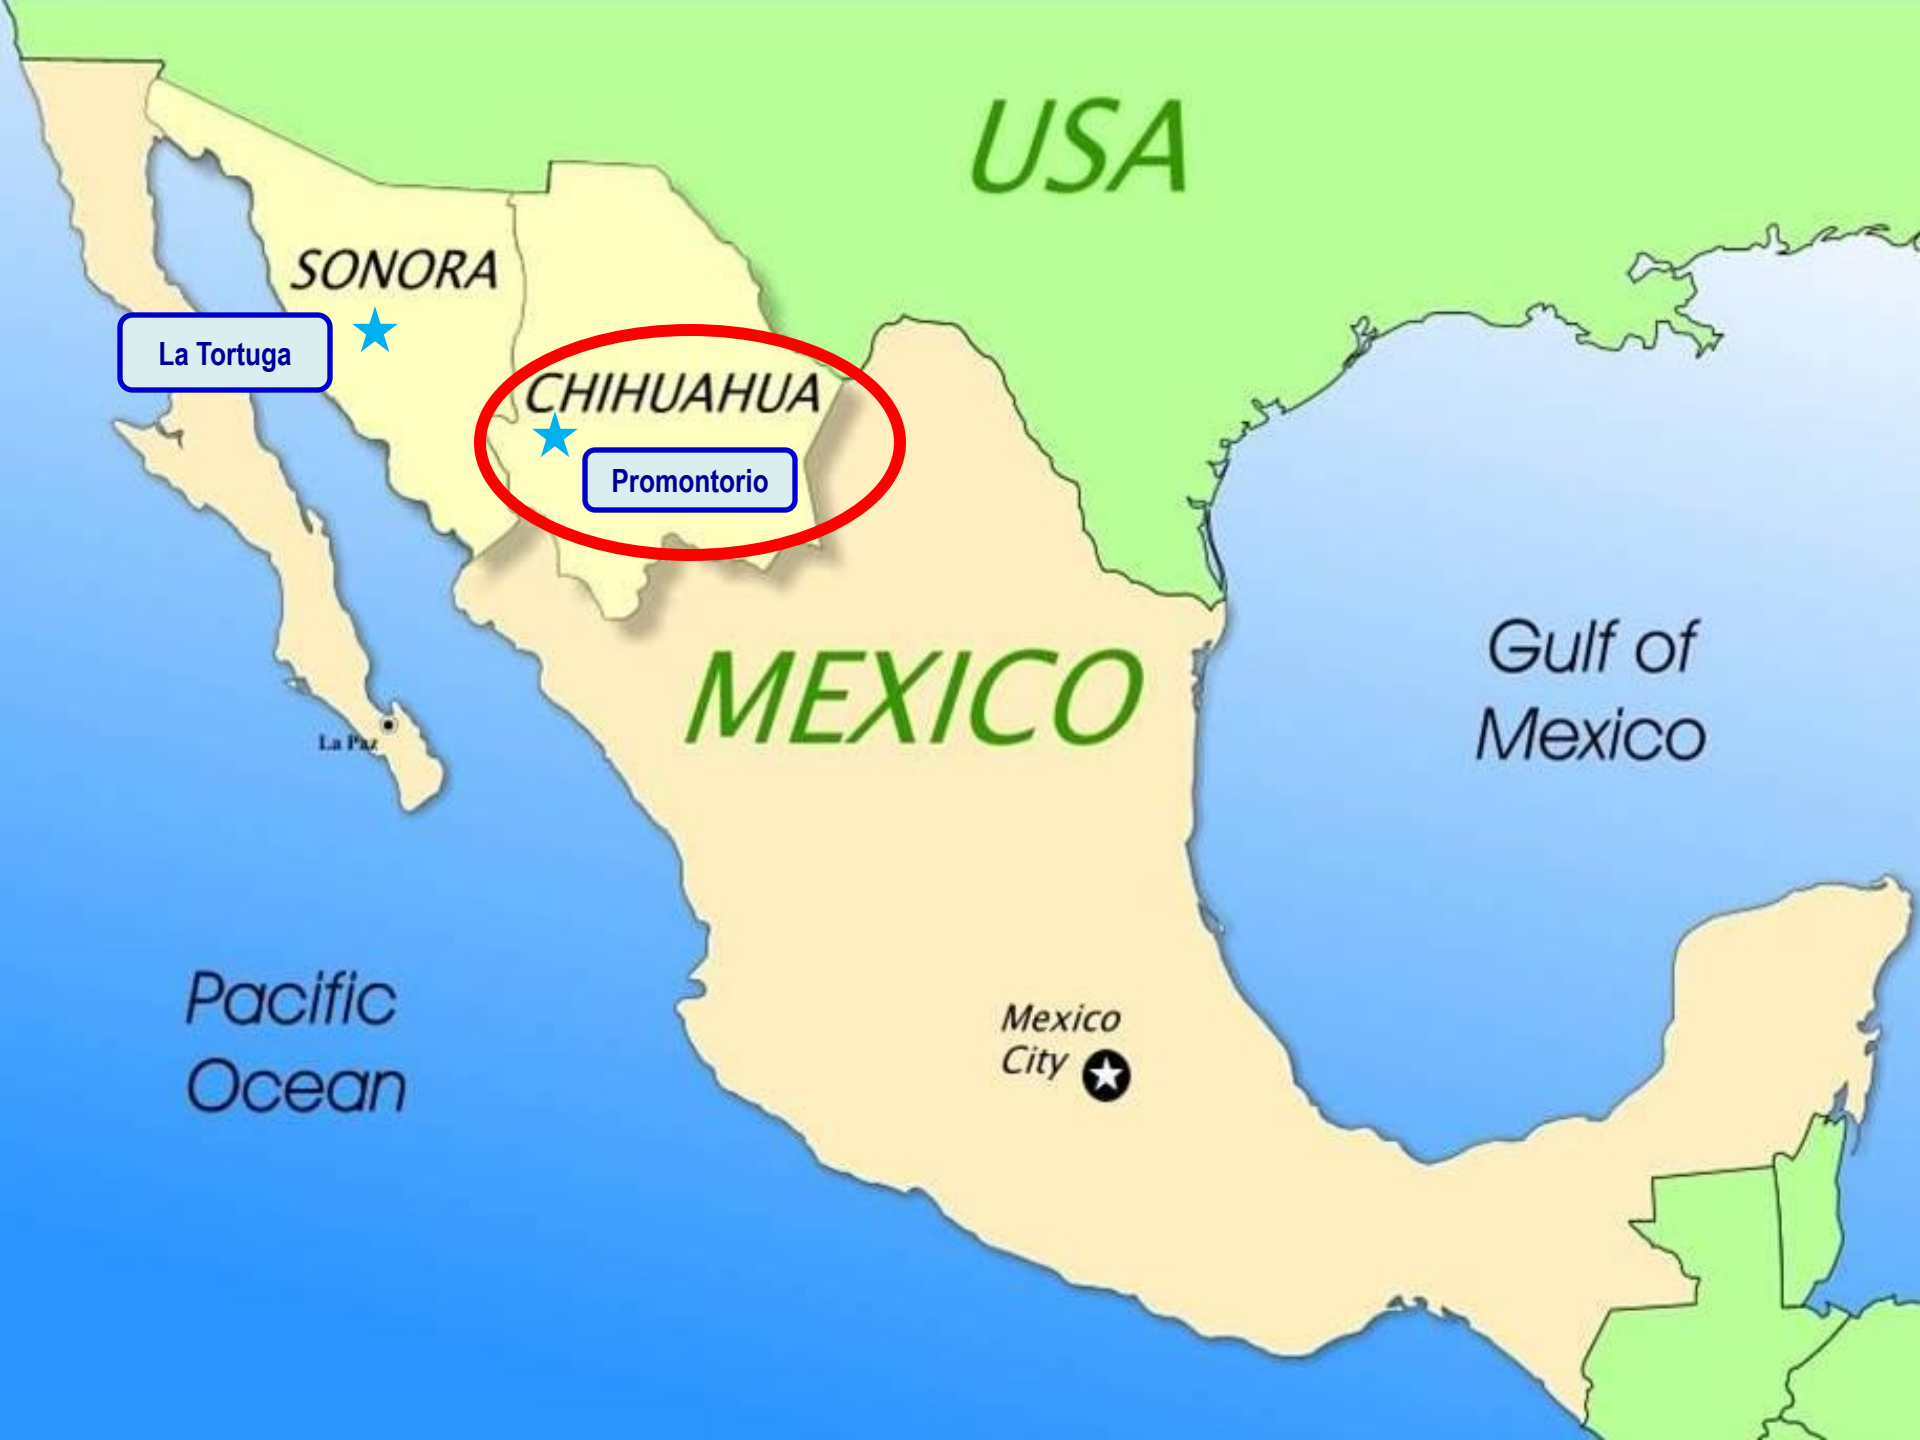 USA
SONORA
La Tortuga
CHIHUAHUA
Promontorio
MEXICO
Gulf of
Mexico
La Paz
Pacific
Ocean
Mexico
City